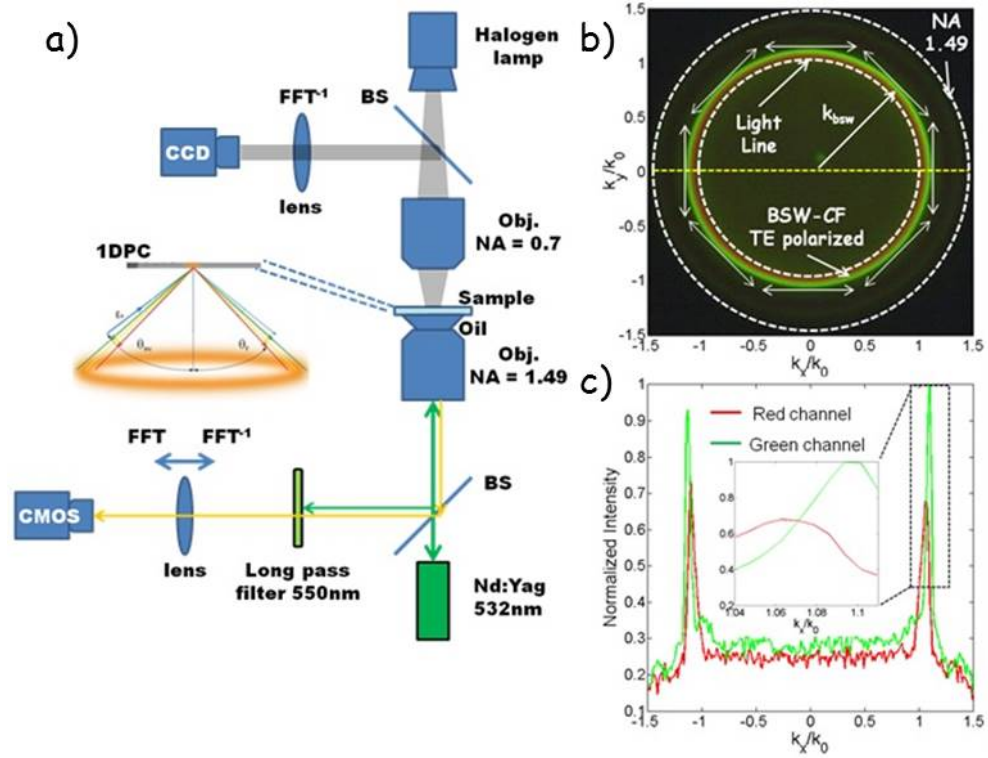 a)
Halogen
lamp
FFT-1
BS
CCD
lens
Obj.
NA = 0.7
1DPC
Sample
Oil
Obj.
NA = 1.49
FFT
FFT-1
BS
CMOS
lens
Long pass
filter 550nm
Nd:Yag
532nm
b)
1.5
1
0.5
0
-0.5
-1
-1.5
ky/k0
NA
1.49
Light
Line
kbsw
BSW-CF
TE polarized
-1.5 -1 -0.5 0 0.5 1 1.5
kx/k0
c)
1
0.9
0.8
0.7
0.6
0.5
0.4
0.3
0.2
0.1
Normalized Intensity
Red channel
Green channel
1
0.8
0.6
0.4
0.2
1.04 1.06 1.08 1.1
kx/k0
-1.5 -1 -0.5 0 0.5 1 1.5
kx/k0